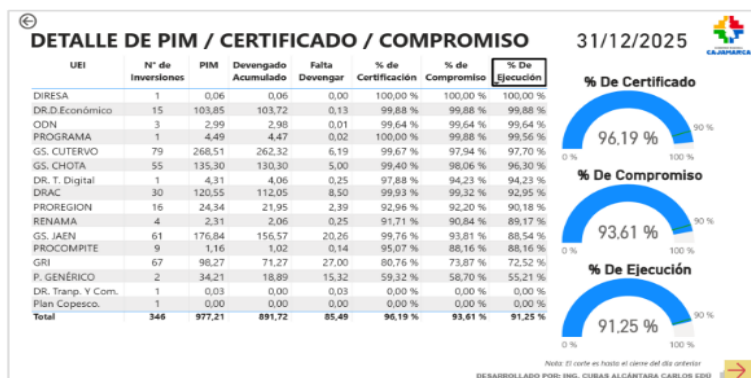 DETALLE DE PIM / CERTIFICADO / COMPROMISO
31/12/2025
CAJAMARCA
UEI N° de Inversiones PIM Devengado Acumulado Falta Devengar % de Certificación % de Compromiso % De Ejecución
DIRESA 1 0,06 0,06 0,00 100,00 % 100,00 % 100,00 %
DR.D.Económico 15 103,85 103,72 0,13 99,88 % 99,88 % 99,88 %
ODN 3 2,99 2,98 0,01 99,64 % 99,64 % 99,64 %
PROGRAMA 1 4,49 4,47 0,02 100,00 % 99,88 % 99,56 %
GS. CUTERVO 79 268,51 262,32 6,19 99,67 % 97,94 % 97,70 %
GS. CHOTA 55 135,30 130,30 5,00 99,40 % 98,06 % 96,30 %
DR. T. Digital 1 4,31 4,06 0,25 97,88 % 94,23 % 94,23 %
DRAC 30 120,55 112,05 8,50 99,93 % 99,32 % 92,95 %
PROREGION 16 24,34 21,95 2,39 92,96 % 92,20 % 90,18 %
RENAMA 4 2,31 2,06 0,25 91,71 % 90,84 % 89,17 %
GS. JAEN 61 176,84 156,57 20,26 99,76 % 93,81 % 88,54 %
PROCOMPITE 9 1,16 1,02 0,14 95,07 % 88,16 % 88,16 %
GRI 67 98,27 71,27 27,00 80,76 % 73,87 % 72,52 %
P. GENÉRICO 2 34,21 18,89 15,32 59,32 % 58,70 % 55,21 %
DR. Tranp. Y Com. 1 0,03 0,00 0,03 0,00 % 0,00 % 0,00 %
Plan Copesco. 1 0,00 0,00 0,00 0,00 % 0,00 % 0,00 %
Total 346 977,21 891,72 85,49 96,19 % 93,61 % 91,25 %
% De Certificado
96,19 %
90 %
0 %
100 %
% De Compromiso
93,61 %
90 %
0 %
100 %
% De Ejecución
91,25 %
90 %
0 %
100 %
Nota: El corte es hasta el cierre del día anterior
DESARROLLADO POR: ING. CUBAS ALCÁNTARA CARLOS EDÚ